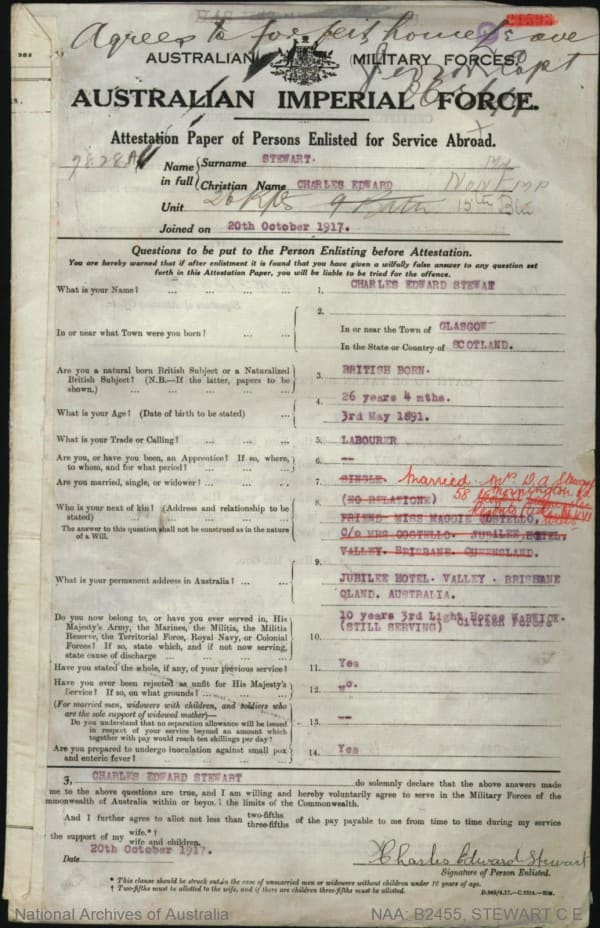 C1593
Agrees to forfeit home leave
AUSTRALIAN MILITARY FORCES.
Capt
AUSTRALIAN IMPERIAL FORCE.
Attestation Paper of Persons Enlisted for Service Abroad.
Name in full { Surname STEWART.
Christian Name CHARLES EDWARD
Unit 26 Rfts 9 Battn 15th Btn
Joined on 20th October 1917.
Questions to be put to the Person Enlisting before Attestation.
You are hereby warned that if after enlistment it is found that you have given a wilfully false answer to any question set
forth in this Attestation Paper, you will be liable to be tried for the offence.
What is your Name? ... ... ... ... 1. CHARLES EDWARD STEWAT
2.
In or near what Town were you born? ... ... In or near the Town of GLASGOW
In the State or Country of SCOTLAND.
Are you a natural born British Subject or a Naturalized
British Subject? (N.B.—If the latter, papers to be
shown.) ... ... ... ... 3. BRITISH BORN.
4. 26 years 4 mths.
What is your Age? (Date of birth to be stated) ... 3rd May 1891.
What is your Trade or Calling? ... ... ... 5. LABOURER
Are you, or have you been, an Apprentice? If so, where,
to whom, and for what period? ... ... ... 6. --
Are you married, single, or widower? ... ... 7. SINGLE. Married. Mrs D. A. Stewart
Who is your next of kin? (Address and relationship to be
stated) ... ... ... ... 8. (NO RELATIONS) 58 Mornington Rd
The answer to this question shall not be construed as in the nature
of a Will.
FRIEND MISS MAGGIE COSTELLO,
C/o MRS COSTELLO. JUBILEE HOTEL
VALLEY. BRISBANE QUEENSLAND.
9.
What is your permanent address in Australia? ... ... JUBILEE HOTEL. VALLEY. BRISBANE
QLAND. AUSTRALIA.
Do you now belong to, or have you ever served in, His
Majesty's Army, the Marines, the Militia, the Militia
Reserve, the Territorial Force, Royal Navy, or Colonial
Forces? If so, state which, and if not now serving,
state cause of discharge ... ... ... 10. 10 years 3rd Light Horse WARWICK.
(STILL SERVING) Citizen Forces
Have you stated the whole, if any, of your previous service? 11. Yes
Have you ever been rejected as unfit for His Majesty's
Service? If so, on what grounds? ... ... ... 12. No.
(For married men, widowers with children, and soldiers who
are the sole support of widowed mother)—
Do you understand that no separation allowance will be issued
in respect of your service beyond an amount which
together with pay would reach ten shillings per day? 13. --
Are you prepared to undergo inoculation against small pox
and enteric fever? ... ... ... ... 14. Yes
I, CHARLES EDWARD STEWART do solemnly declare that the above answers made
me to the above questions are true, and I am willing and hereby voluntarily agree to serve in the Military Forces of the
mmonwealth of Australia within or beyond the limits of the Commonwealth.
And I further agree to allot not less than two-fifths three-fifths of the pay payable to me from time to time during my service
the support of my wife.*† wife and children.
Date 20th October 1917. Charles Edward Stewart
Signature of Person Enlisted.
* This clause should be struck out in the case of unmarried men or widowers without children under 18 years of age.
† Two-fifths must be allotted to the wife, and if there are children three-fifths must be allotted.
National Archives of Australia NAA: B2455, STEWART C E